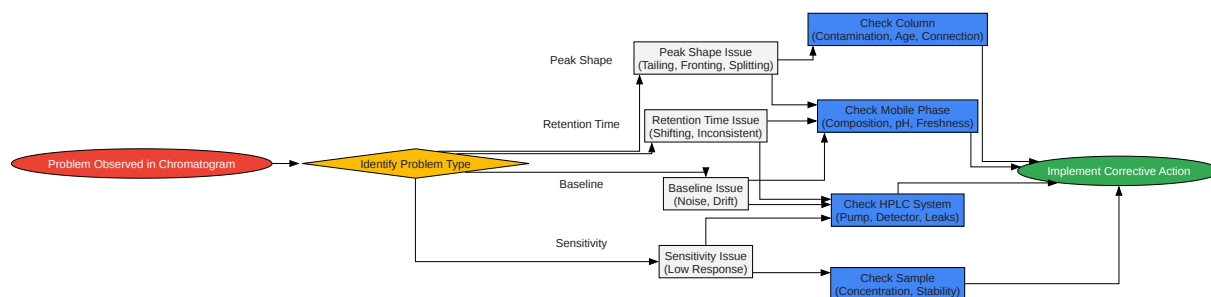 Check Column
(Contamination, Age, Connection)
Peak Shape
Peak Shape Issue
(Tailing, Fronting, Splitting)
Check Mobile Phase
(Composition, pH, Freshness)
Retention Time
Retention Time Issue
(Shifting, Inconsistent)
Problem Observed in Chromatogram
Identify Problem Type
Implement Corrective Action
Baseline
Baseline Issue
(Noise, Drift)
Check HPLC System
(Pump, Detector, Leaks)
Sensitivity
Sensitivity Issue
(Low Response)
Check Sample
(Concentration, Stability)